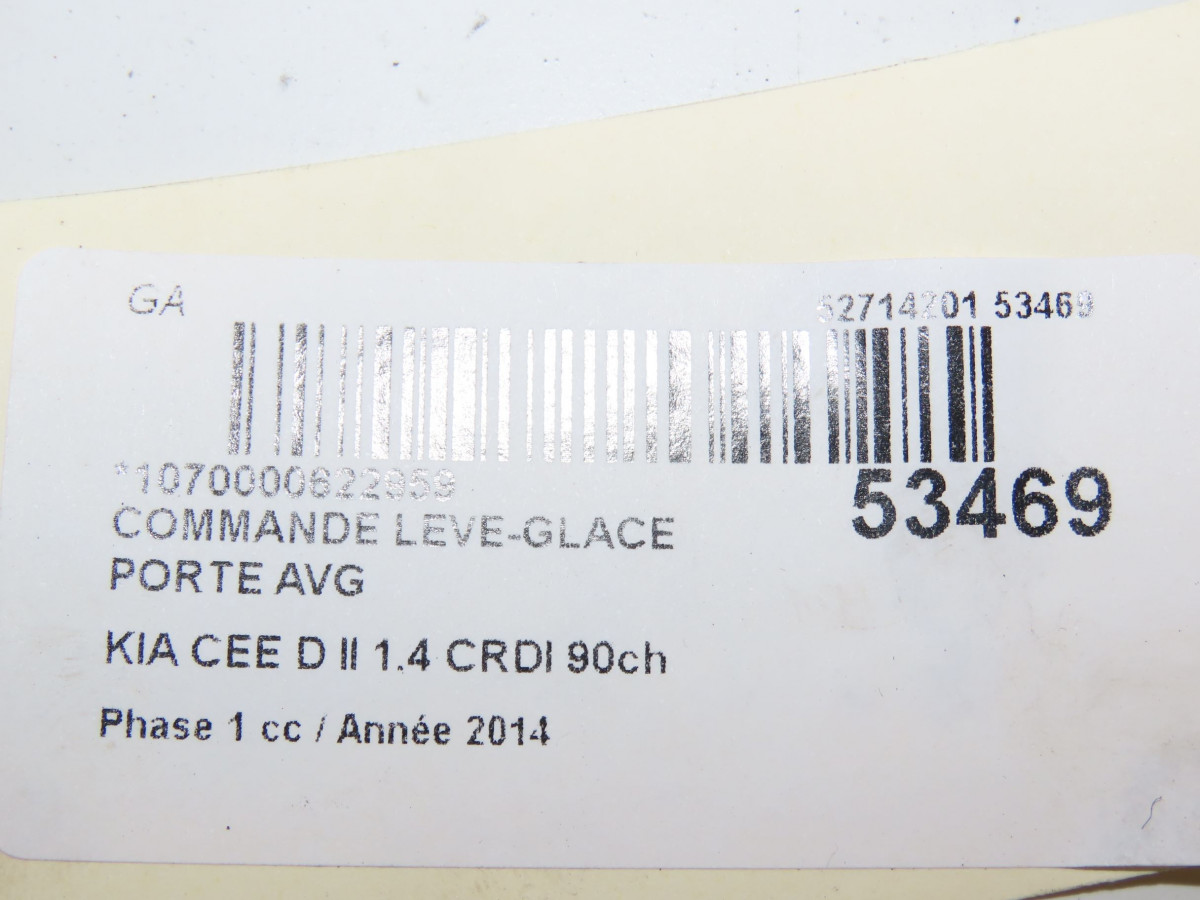 GA
52714201 53469
*1070000622959
53469
COMMANDE LEVE-GLACE
PORTE AVG
KIA CEE D II 1.4 CRDI 90ch
Phase 1 cc / Année 2014